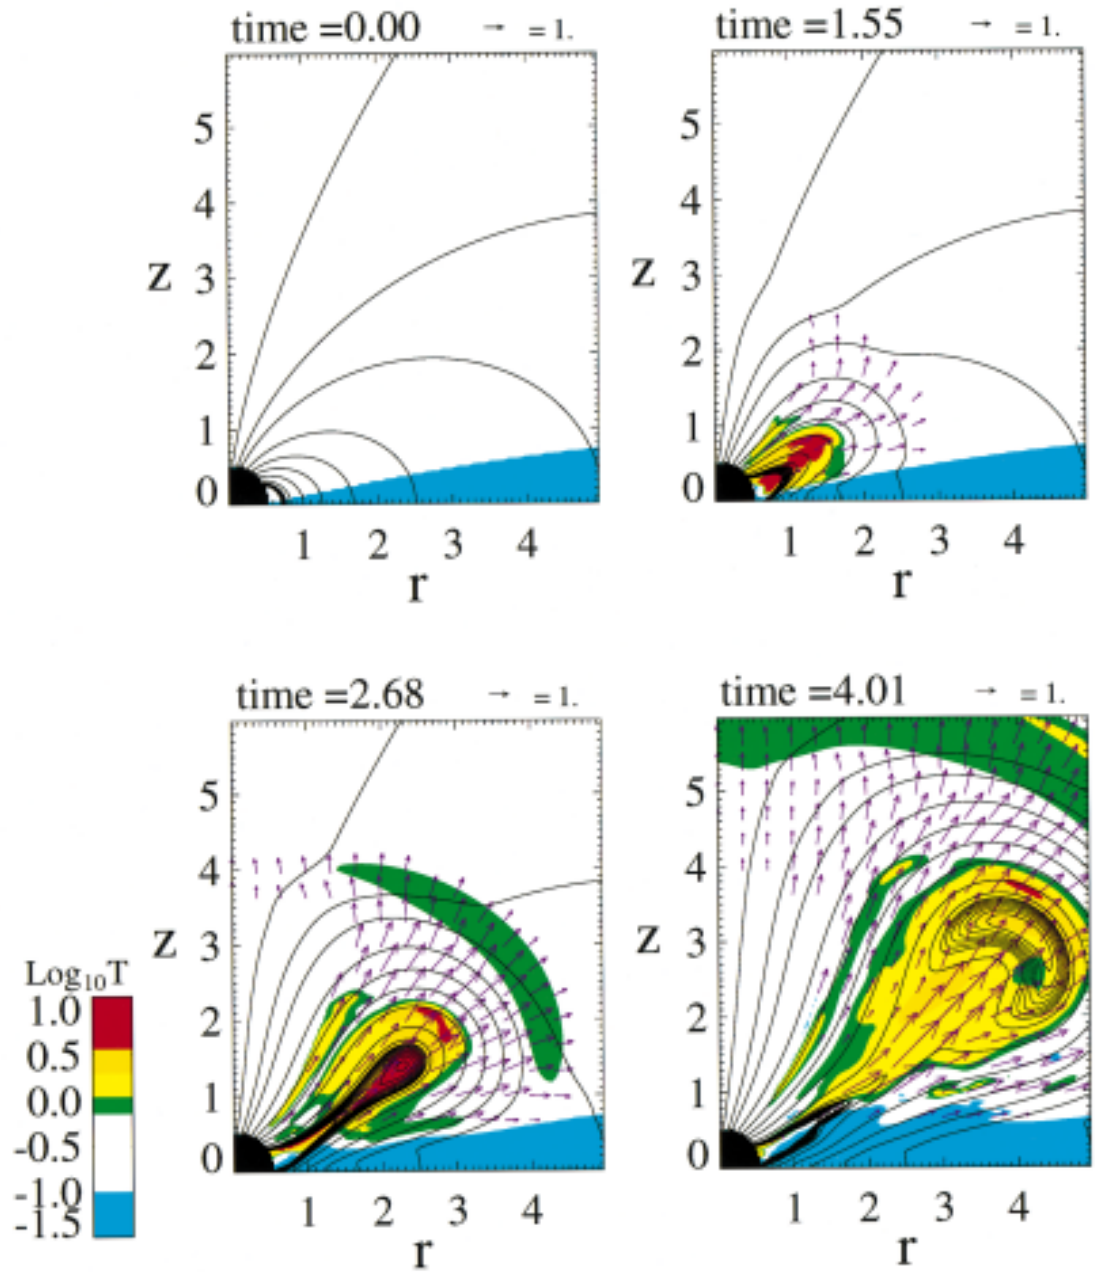 time =0.00 → = 1.
time =1.55 → = 1.
5
4
z 3
2
1
0
1 2 3 4
r
5
4
z 3
2
1
0
1 2 3 4
r
time =2.68 → = 1.
time =4.01 → = 1.
5
4
z 3
2
1
0
1 2 3 4
r
5
4
z 3
2
1
0
1 2 3 4
r
Log₁₀T
1.0
0.5
0.0
-0.5
-1.0
-1.5